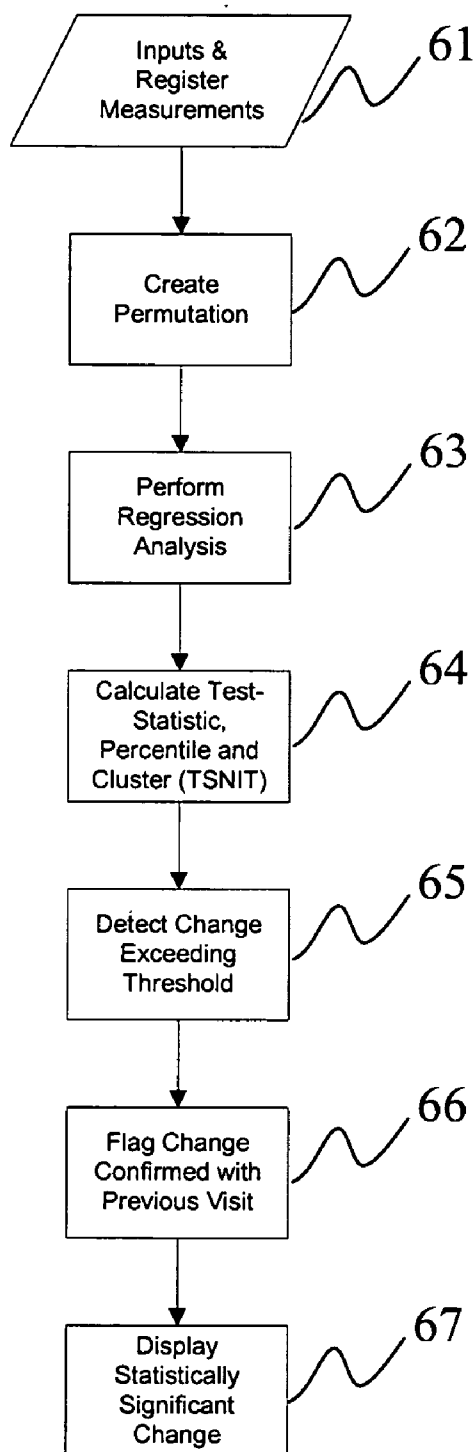 Inputs &
Register
Measurements
61
Create
Permutation
62
Perform
Regression
Analysis
63
Calculate Test-
Statistic,
Percentile and
Cluster (TSNIT)
64
Detect Change
Exceeding
Threshold
65
Flag Change
Confirmed with
Previous Visit
66
Display
Statistically
Significant
Change
67